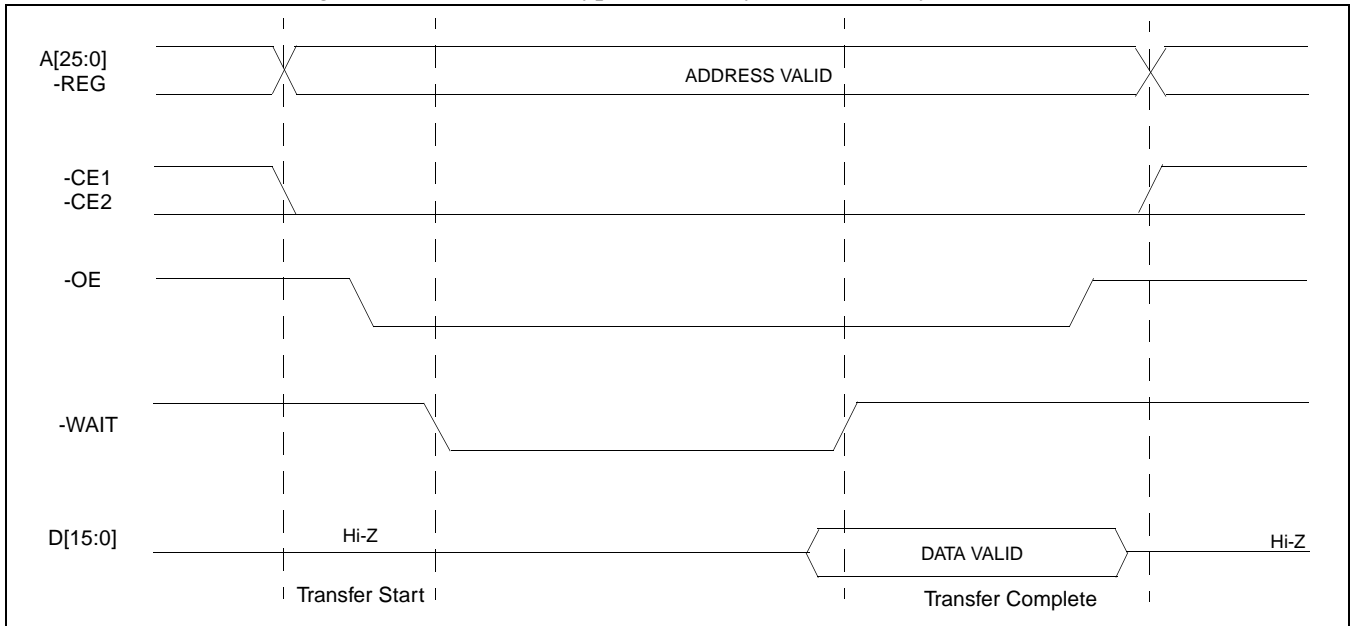 A[25:0]
-REG
ADDRESS VALID
-CE1
-CE2
-OE
-WAIT
D[15:0]
Hi-Z
DATA VALID
Hi-Z
Transfer Start
Transfer Complete